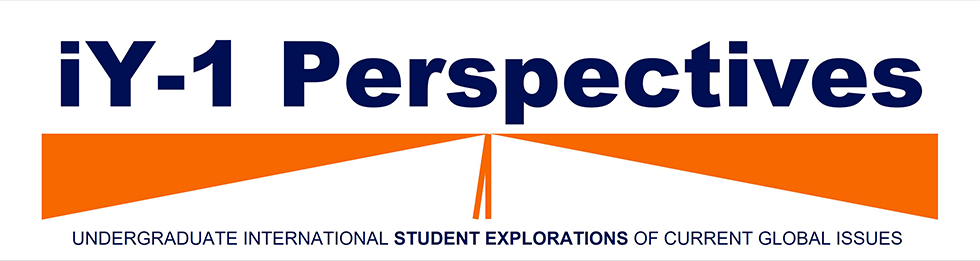 iY-1 Perspectives
UNDERGRADUATE INTERNATIONAL STUDENT EXPLORATIONS OF CURRENT GLOBAL ISSUES